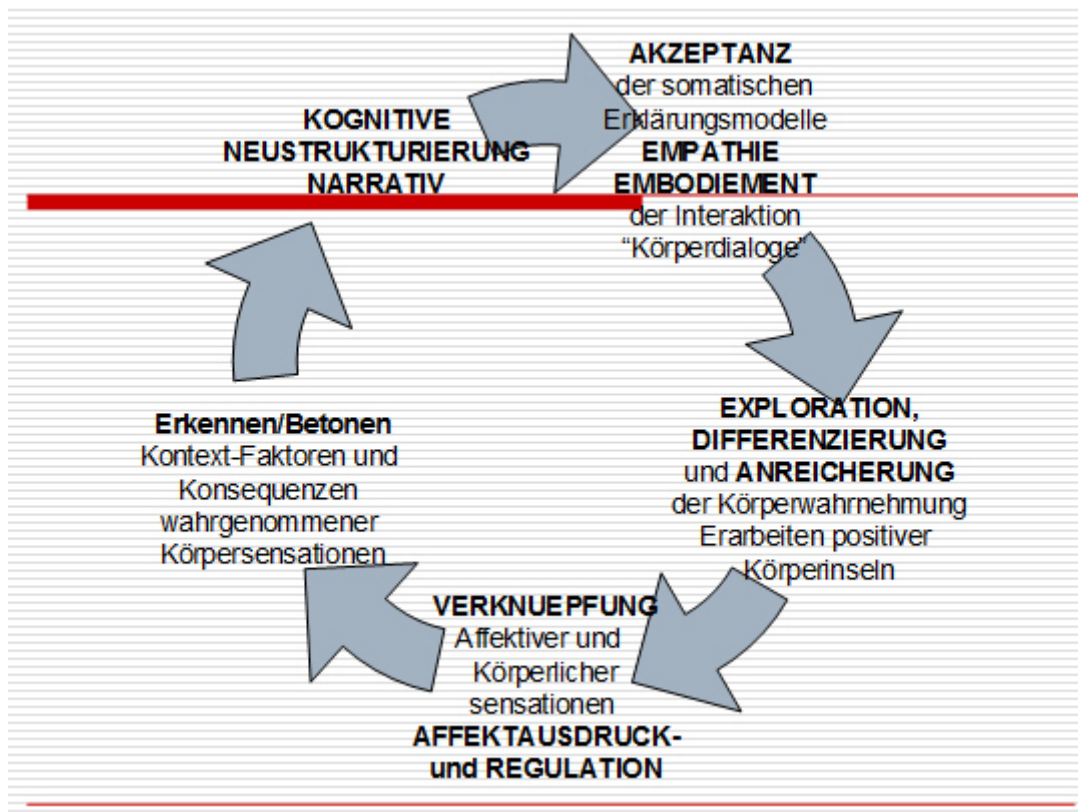 AKZEPTANZ
der somatischen
Erklärungsmodelle
EMPATHIE
EMBODIEMENT
der Interaktion
“Körperdialoge”
EXPLORATION,
DIFFERENZIERUNG
und ANREICHERUNG
der Körperwahrnehmung
Erarbeiten positiver
Körperinseln
VERKNUEPFUNG
Affektiver und
Körperlicher
sensationen
AFFEKTAUSDRUCK-
und REGULATION
Erkennen/Betonen
Kontext-Faktoren und
Konsequenzen
wahrgenommener
Körpersensationen
KOGNITIVE
NEUSTRUKTURIERUNG
NARRATIV